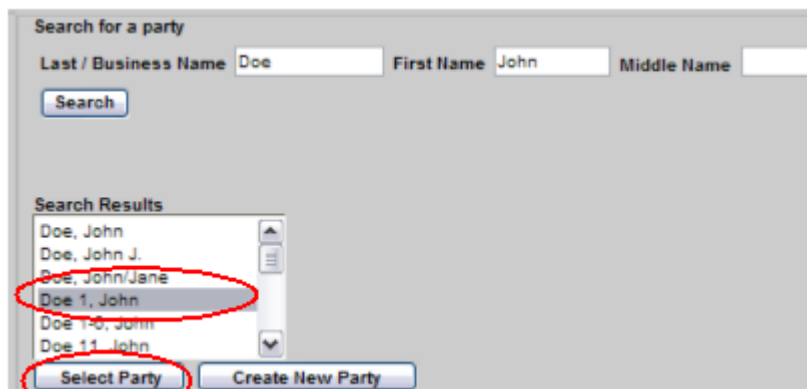 Search for a party
Last / Business Name Doe First Name John Middle Name
Search
Search Results
Doe, John
Doe, John J.
Doe, John/Jane
Doe 1, John
Doe 1-6, John
Doe 11, John
Select Party Create New Party